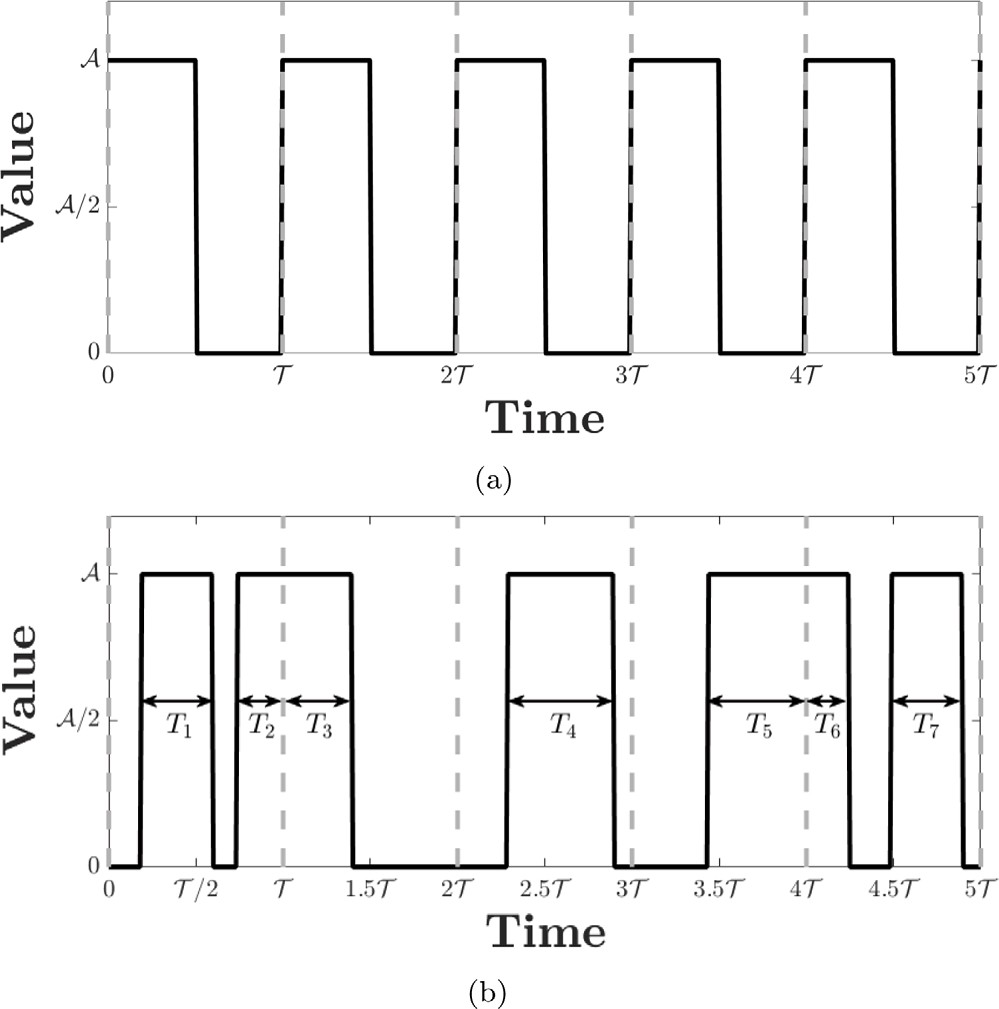 Value
𝒜
𝒜/2
0
0 𝒯 2𝒯 3𝒯 4𝒯 5𝒯
Time
(a)
Value
𝒜
𝒜/2
0
T₁ T₂ T₃ T₄ T₅ T₆ T₇
0 𝒯/2 𝒯 1.5𝒯 2𝒯 2.5𝒯 3𝒯 3.5𝒯 4𝒯 4.5𝒯 5𝒯
Time
(b)